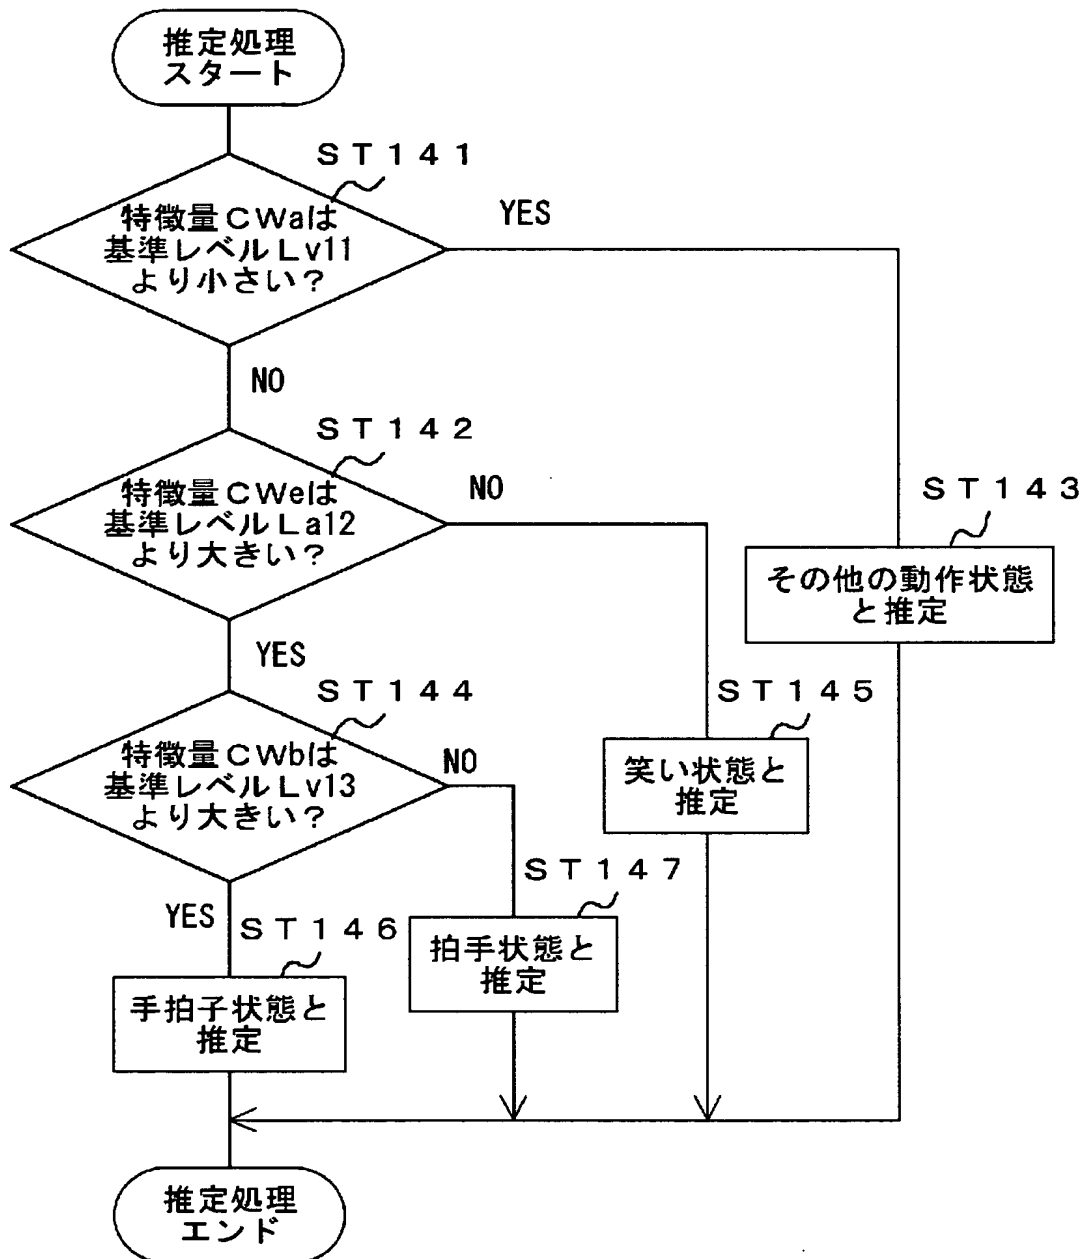 推定処理
スタート
ST141
特徴量CWaは
基準レベルLv11
より小さい?
YES
NO
ST142
特徴量CWeは
基準レベルLa12
より大きい?
NO
ST143
その他の動作状態
と推定
YES
ST144
特徴量CWbは
基準レベルLv13
より大きい?
NO
ST145
笑い状態と
推定
ST147
拍手状態と
推定
YES
ST146
手拍子状態と
推定
推定処理
エンド